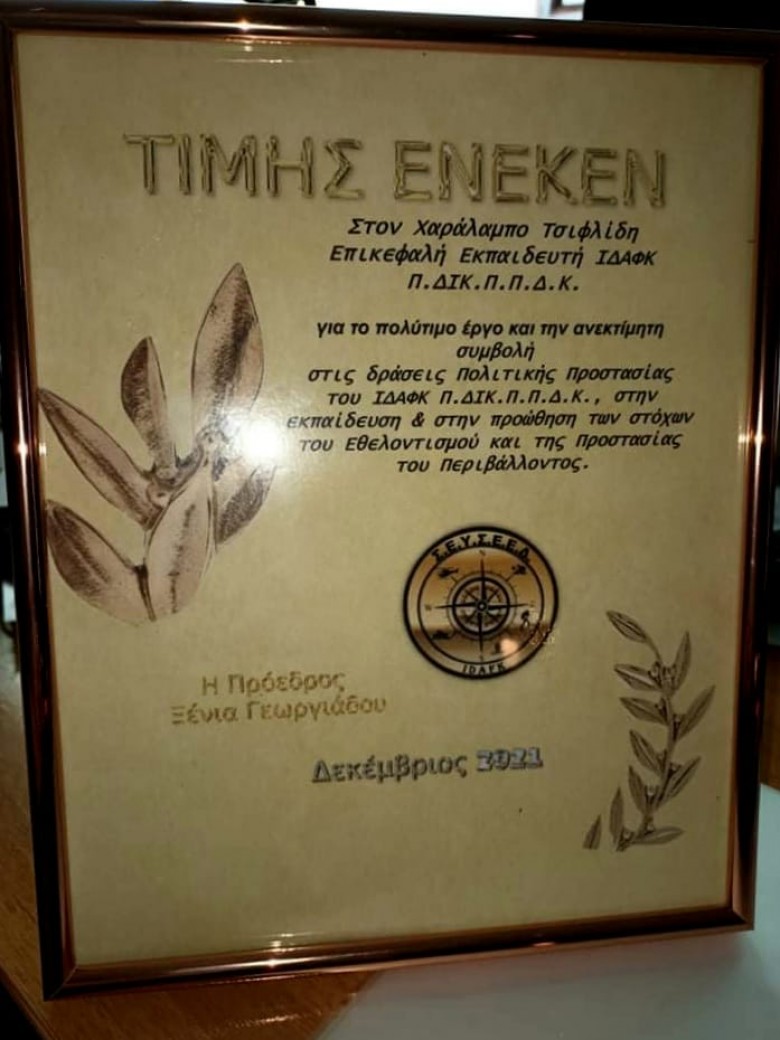 ΤΙΜΗΣ ΕΝΕΚΕΝ
Στον Χαράλαμπο Τσιφλίδη
Επικεφαλή Εκπαιδευτή ΙΔΑΦΚ
Π.ΔΙΚ.Π.Π.Δ.Κ.
για το πολύτιμο έργο και την ανεκτίμητη
συμβολή
στις δράσεις Πολιτικής Προστασίας
του ΙΔΑΦΚ Π.ΔΙΚ.Π.Π.Δ.Κ., στην
εκπαίδευση & στην προώθηση των στόχων
του Εθελοντισμού και της Προστασίας
του Περιβάλλοντος.
Σ.Ε.Υ.Σ.Ε.Ε.Δ.
IDAFK
Η Πρόεδρος
Ξένια Γεωργιάδου
Δεκέμβριος 2021